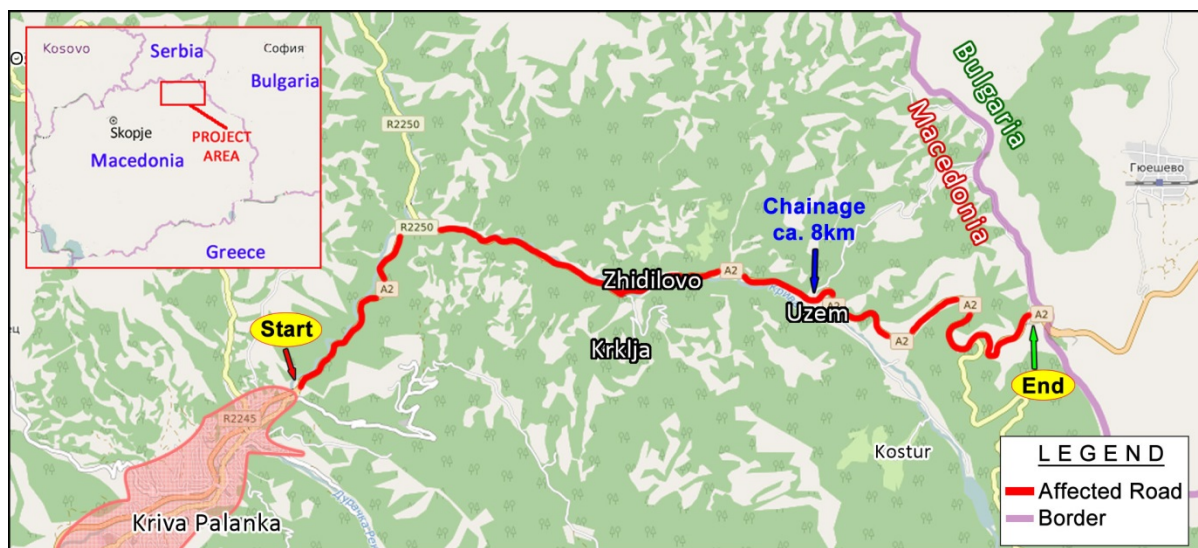 Kosovo
Serbia
София
Bulgaria
Skopje
Macedonia
PROJECT
AREA
Greece
R2250
R2250
A2
Start
R2245
Kriva Palanka
Zhidilovo
Krklja
A2
Chainage
ca. 8km
A2
Uzem
A2
A2
A2
End
Macedonia
Bulgaria
Гюешево
Kostur
LEGEND
Affected Road
Border